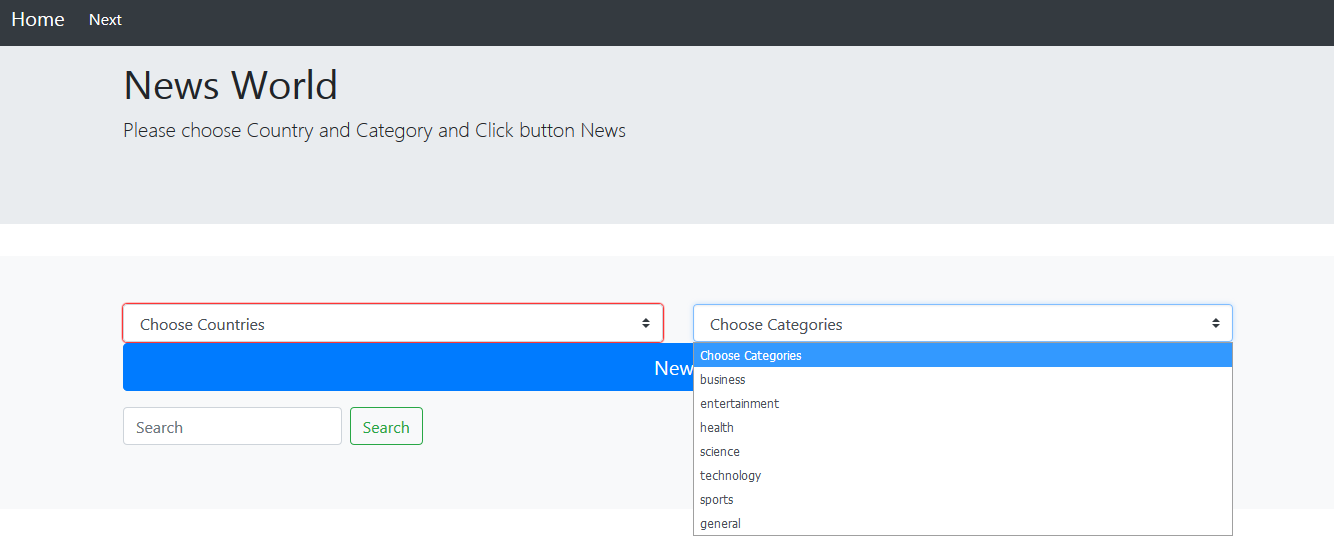 Home Next
News World
Please choose Country and Category and Click button News
Choose Countries
Choose Categories
Choose Categories
business
entertainment
health
science
technology
sports
general
New
Search Search